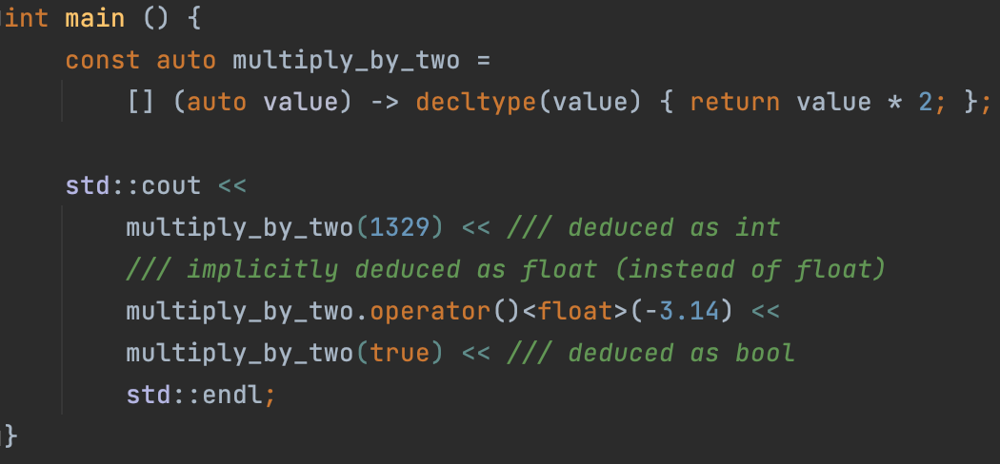 int main () {
    const auto multiply_by_two =
        [] (auto value) -> decltype(value) { return value * 2; };
    std::cout <<
        multiply_by_two(1329) << /// deduced as int
        /// implicitly deduced as float (instead of float)
        multiply_by_two.operator()<float>(-3.14) <<
        multiply_by_two(true) << /// deduced as bool
        std::endl;
}